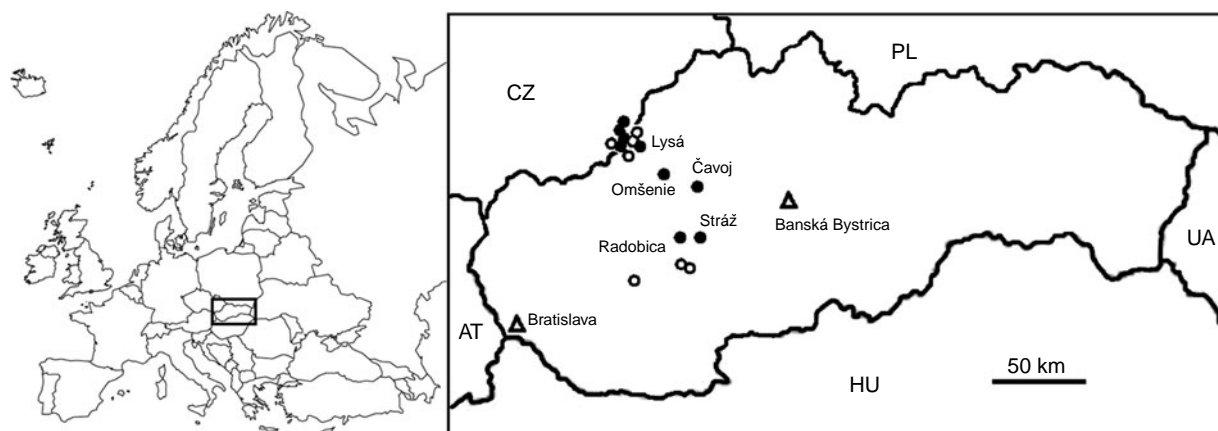 PL
CZ
Lysá
Čavoj
Omšenie
Banská Bystrica
Stráž
Radobica
UA
Bratislava
AT
50 km
HU